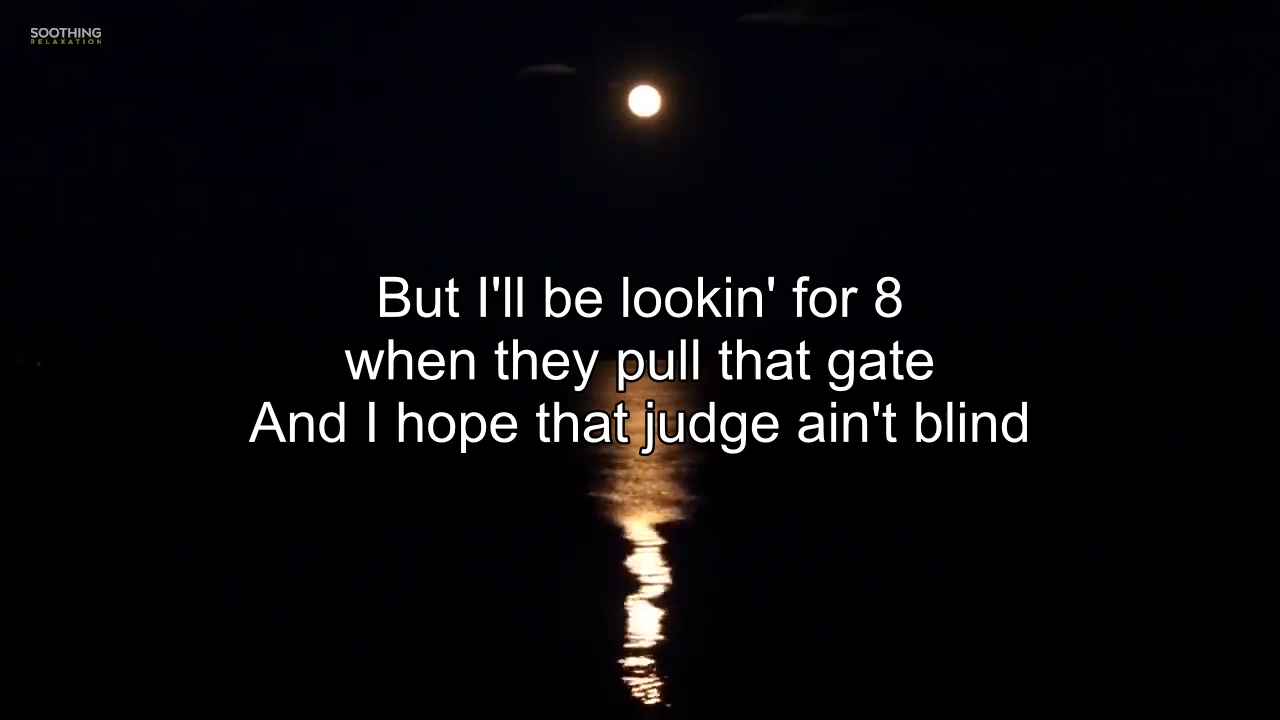 SOOTHING
RELAXATION
But I'll be lookin' for 8
when they pull that gate
And I hope that judge ain't blind